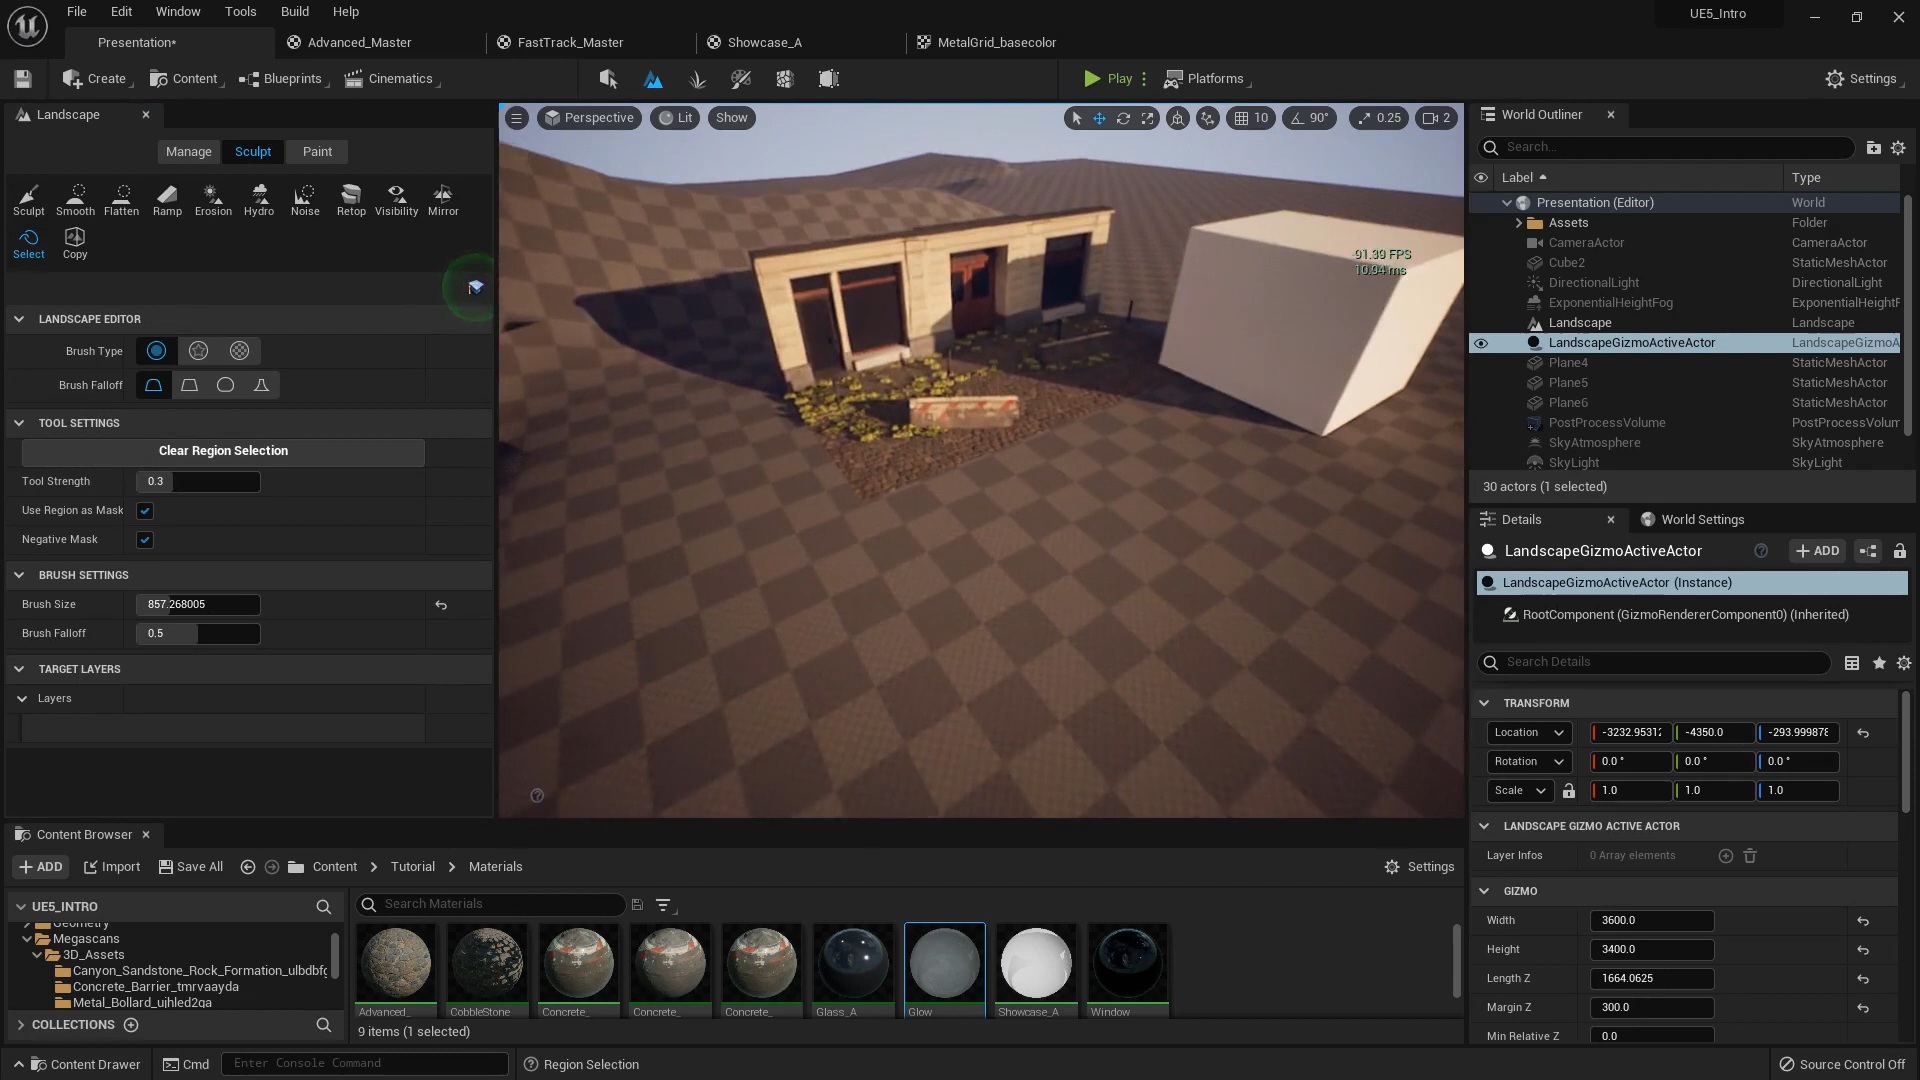 File Edit Window Tools Build Help
UE5_Intro
Presentation* Advanced_Master FastTrack_Master Showcase_A MetalGrid_basecolor
Create Content Blueprints Cinematics Play Platforms Settings
Landscape
Manage Sculpt Paint
Sculpt Smooth Flatten Ramp Erosion Hydro Noise Retop Visibility Mirror
Select Copy
LANDSCAPE EDITOR
Brush Type
Brush Falloff
TOOL SETTINGS
Clear Region Selection
Tool Strength 0.3
Use Region as Mask
Negative Mask
BRUSH SETTINGS
Brush Size 857.268005
Brush Falloff 0.5
TARGET LAYERS
Layers
Perspective Lit Show 10 90° 0.25 2
91.39 FPS
10.94 ms
World Outliner
Search...
Label Type
Presentation (Editor) World
Assets Folder
CameraActor CameraActor
Cube2 StaticMeshActor
DirectionalLight DirectionalLight
ExponentialHeightFog ExponentialHeightF
Landscape Landscape
LandscapeGizmoActiveActor LandscapeGizmoA
Plane4 StaticMeshActor
Plane5 StaticMeshActor
Plane6 StaticMeshActor
PostProcessVolume PostProcessVolum
SkyAtmosphere SkyAtmosphere
SkyLight SkyLight
30 actors (1 selected)
Details World Settings
LandscapeGizmoActiveActor ADD
LandscapeGizmoActiveActor (Instance)
RootComponent (GizmoRendererComponent0) (Inherited)
Search Details
TRANSFORM
Location -3232.9531 -4350.0 -293.999878
Rotation 0.0 ° 0.0 ° 0.0 °
Scale 1.0 1.0 1.0
LANDSCAPE GIZMO ACTIVE ACTOR
Layer Infos 0 Array elements
GIZMO
Width 3600.0
Height 3400.0
Length Z 1664.0625
Margin Z 300.0
Min Relative Z 0.0
Content Browser
ADD Import Save All Content Tutorial Materials Settings
UE5_INTRO
Geometry
Megascans
3D_Assets
Canyon_Sandstone_Rock_Formation_ulbdbfg
Concrete_Barrier_tmrvaayda
Metal_Bollard_ujhled2qa
COLLECTIONS
Search Materials
Advanced_ CobbleStone Concrete_ Concrete_ Concrete_ Glass_A Glow Showcase_A Window
9 items (1 selected)
Content Drawer Cmd Enter Console Command Region Selection Source Control Off